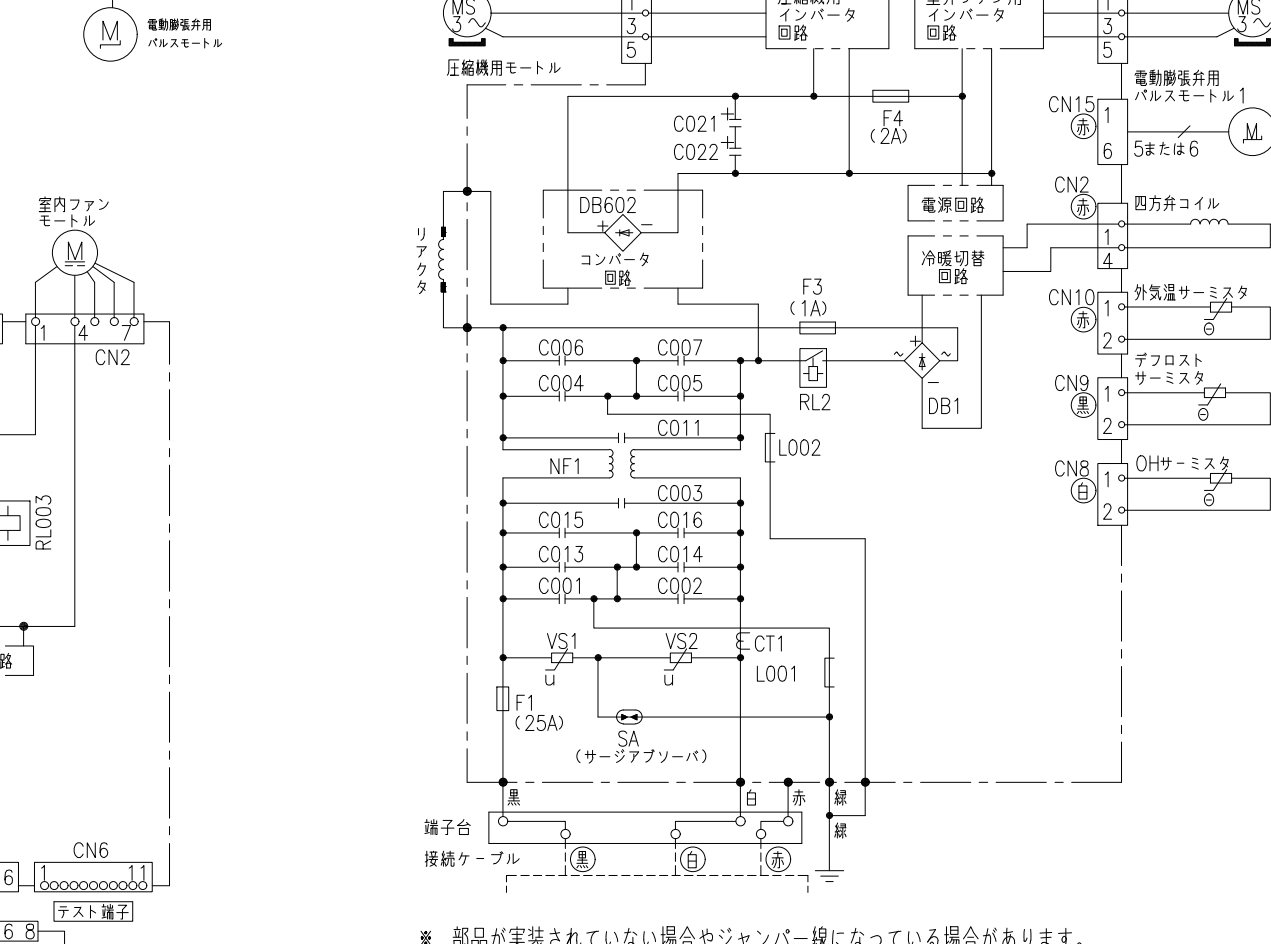 電動膨張弁用
パルスモートル
M
室内ファン
モートル
M
1 4 7
CN2
RL003
路
CN6
6
1 11
テスト端子
6 8
MS
3
1
3
5
圧縮機用モートル
インバータ
回路
インバータ
回路
1
3
5
MS
3
C021
C022
F4
(2A)
リアクタ
DB602
コンバータ
回路
電源回路
冷暖切替
回路
F3
(1A)
C006
C007
C004
C005
RL2
DB1
C011
L002
NF1
C003
C015
C016
C013
C014
C001
C002
VS1
u
VS2
u
CT1
L001
F1
(25A)
SA
(サージアブソーバ)
黒
白
赤
緑
緑
端子台
接続ケーブル
黒
白
赤
電動膨張弁用
パルスモートル1
CN15
赤
1
6
M
5または6
CN2
赤
1
4
四方弁コイル
CN10
赤
1
2
外気温サーミスタ
CN9
黒
1
2
デフロスト
サーミスタ
CN8
白
1
2
OHサーミスタ
※ 部品が実装されていない場合やジャンパー線になっている場合があります。